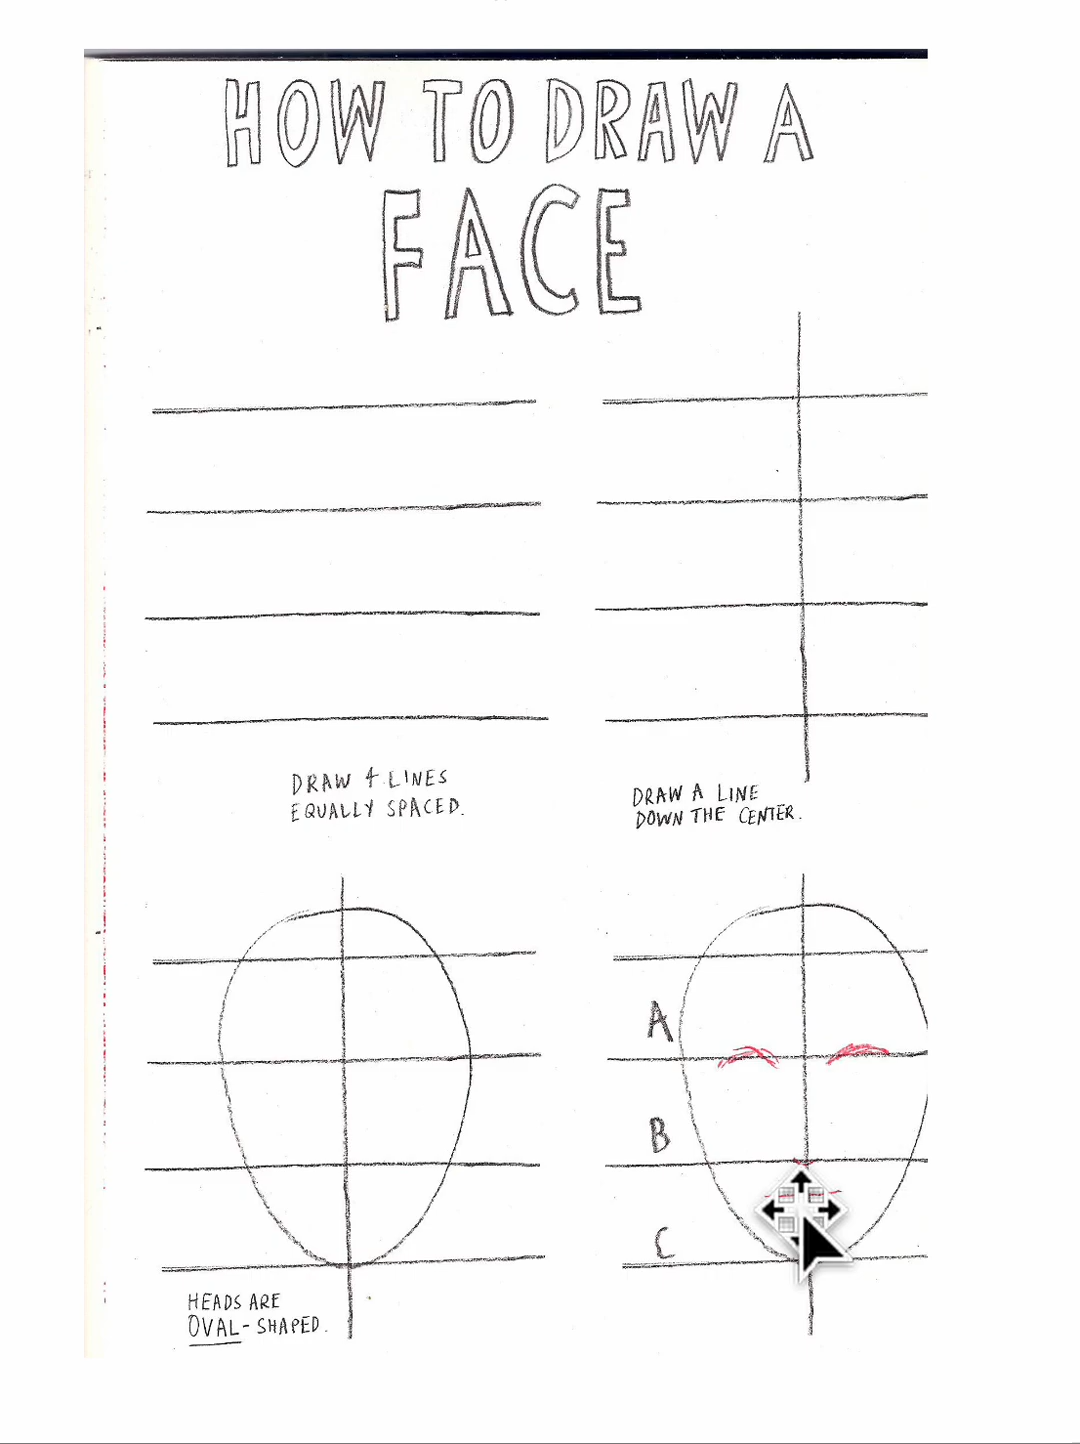 HOW TO DRAW A
FACE
DRAW 4 LINES
EQUALLY SPACED.
DRAW A LINE
DOWN THE CENTER.
A
B
C
HEADS ARE
OVAL-SHAPED.